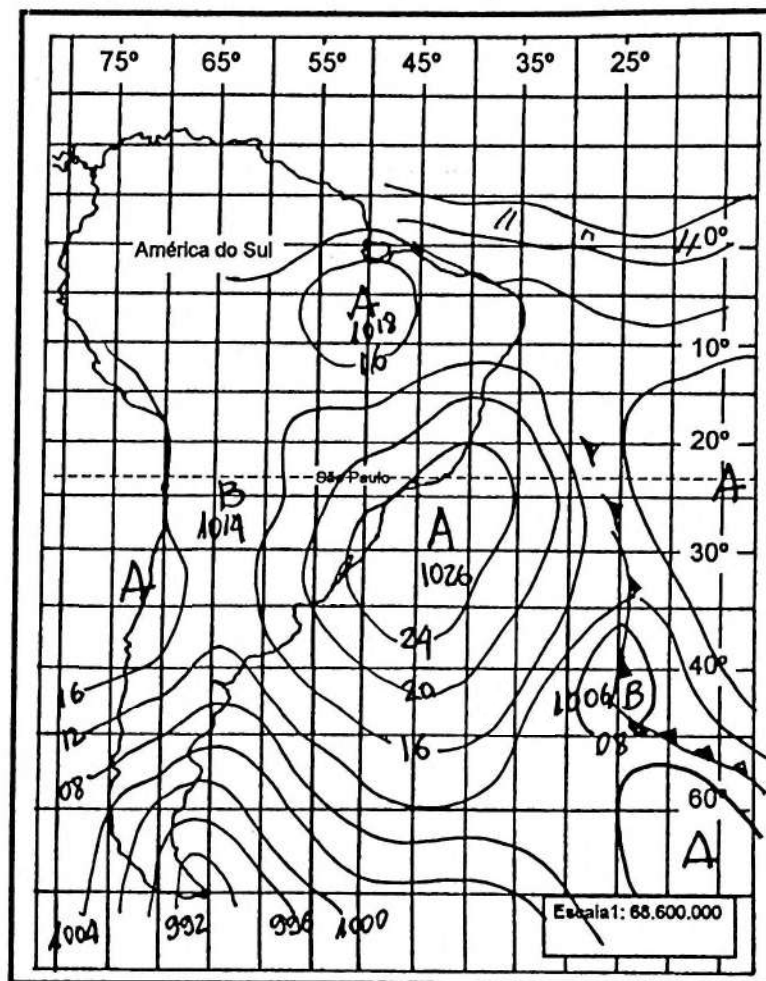 75º 65º 55º 45º 35º 25º
América do Sul
0º
A
1018
16
10º
20º
São Paulo
A
B
1014
A
1026
30º
A
24
40º
16
1006 B
20
12
16
08
08
60º
A
Escala1: 68.600.000
1004 992 996 1000